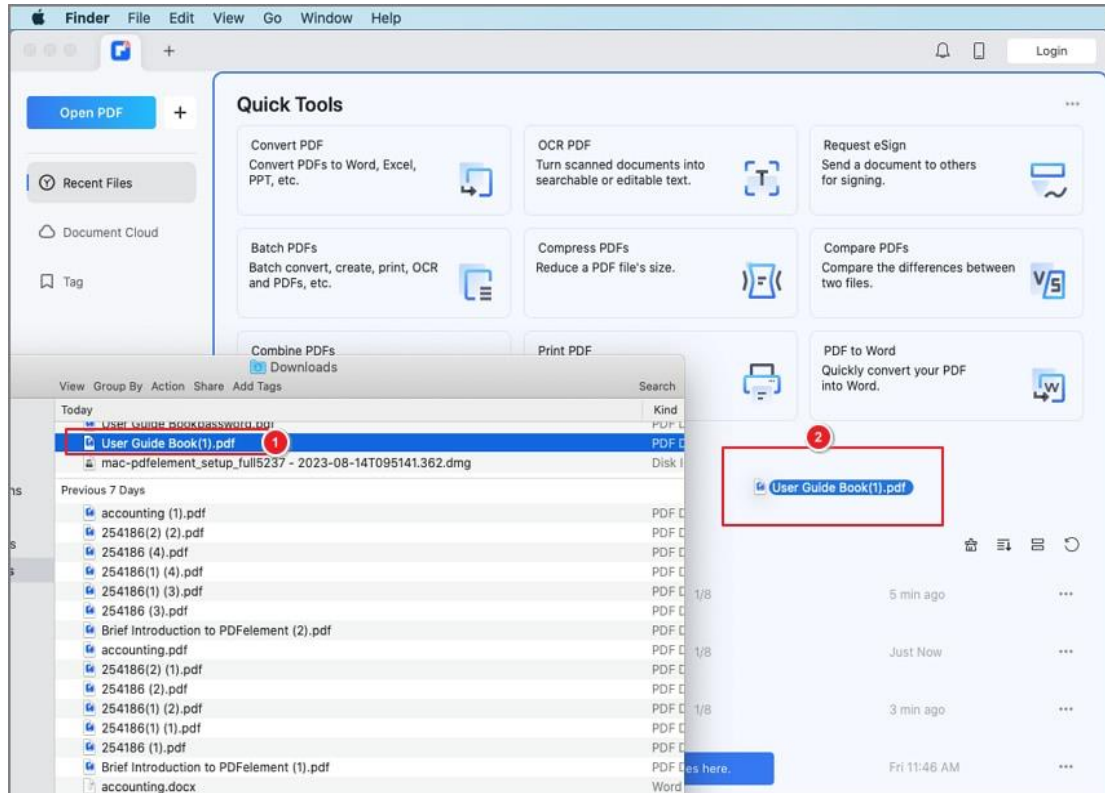 Finder File Edit View Go Window Help
+
Login
Open PDF +
Recent Files
Document Cloud
Tag
Quick Tools
Convert PDF
Convert PDFs to Word, Excel,
PPT, etc.
OCR PDF
Turn scanned documents into
searchable or editable text.
T
Request eSign
Send a document to others
for signing.
Batch PDFs
Batch convert, create, print, OCR
and PDFs, etc.
Compress PDFs
Reduce a PDF file's size.
Compare PDFs
Compare the differences between
two files.
V/S
Combine PDFs
Print PDF
PDF to Word
Quickly convert your PDF
into Word.
W
Downloads
View Group By Action Share Add Tags Search
Today Kind
User Guide Bookpassword.pdf PDF D
User Guide Book(1).pdf 1 PDF D
mac-pdfelement_setup_full5237 - 2023-08-14T095141.362.dmg Disk I
Previous 7 Days
accounting (1).pdf PDF D
254186(2) (2).pdf PDF D
254186 (4).pdf PDF D
254186(1) (4).pdf PDF D
254186(1) (3).pdf PDF D
254186 (3).pdf PDF D
Brief Introduction to PDFelement (2).pdf PDF D
accounting.pdf PDF D
254186(2) (1).pdf PDF D
254186 (2).pdf PDF D
254186(1) (2).pdf PDF D
254186(1) (1).pdf PDF D
254186 (1).pdf PDF D
Brief Introduction to PDFelement (1).pdf PDF D
accounting.docx Word
ns
s
s
2
User Guide Book(1).pdf
1/8 5 min ago
1/8 Just Now
1/8 3 min ago
es here. Fri 11:46 AM